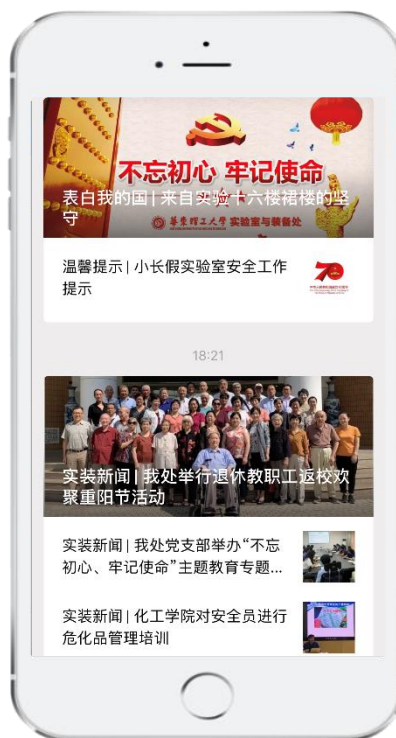 不忘初心 牢记使命
表白我的国 | 来自实验十六楼裙楼的坚
守
华东理工大学 实验室与装备处
温馨提示 | 小长假实验室安全工作
提示
70
18:21
实装新闻 | 我处举行退休教职工返校欢
聚重阳节活动
实装新闻 | 我处党支部举办“不忘
初心、牢记使命”主题教育专题...
实装新闻 | 化工学院对安全员进行
危化品管理培训